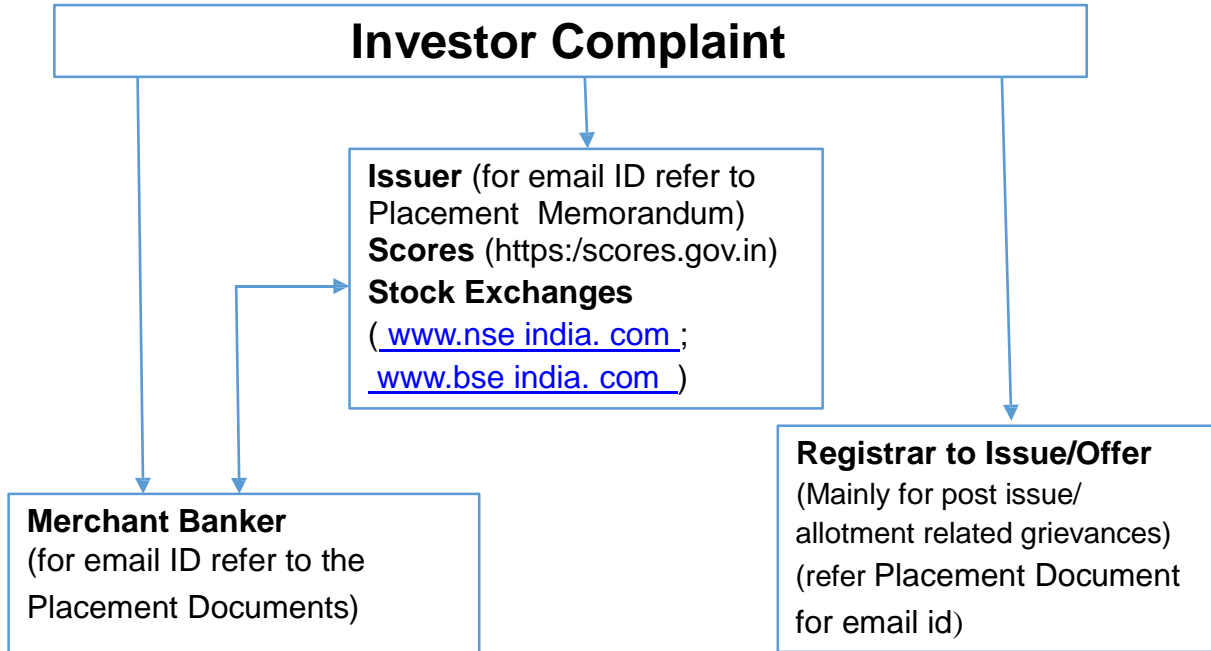 Investor Complaint
Issuer (for email ID refer to
Placement Memorandum)
Scores (https:/scores.gov.in)
Stock Exchanges
( www.nse india. com ;
www.bse india. com )
Merchant Banker
(for email ID refer to the
Placement Documents)
Registrar to Issue/Offer
(Mainly for post issue/
allotment related grievances)
(refer Placement Document
for email id)